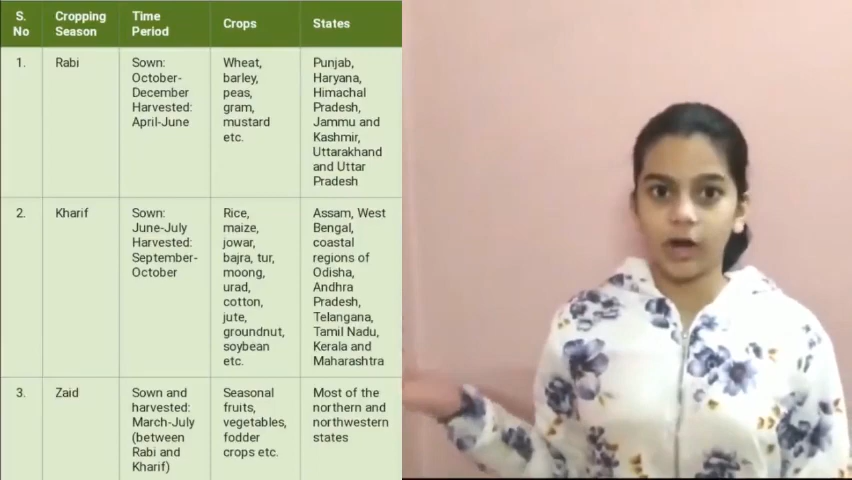 S. No
Cropping Season
Time Period
Crops
States
1.
Rabi
Sown:
October-
December
Harvested:
April-June
Wheat,
barley,
peas,
gram,
mustard
etc.
Punjab,
Haryana,
Himachal
Pradesh,
Jammu and
Kashmir,
Uttarakhand
and Uttar
Pradesh
2.
Kharif
Sown:
June-July
Harvested:
September-
October
Rice,
maize,
jowar,
bajra, tur,
moong,
urad,
cotton,
jute,
groundnut,
soybean
etc.
Assam, West
Bengal,
coastal
regions of
Odisha,
Andhra
Pradesh,
Telangana,
Tamil Nadu,
Kerala and
Maharashtra
3.
Zaid
Sown and
harvested:
March-July
(between
Rabi and
Kharif)
Seasonal
fruits,
vegetables,
fodder
crops etc.
Most of the
northern and
northwestern
states